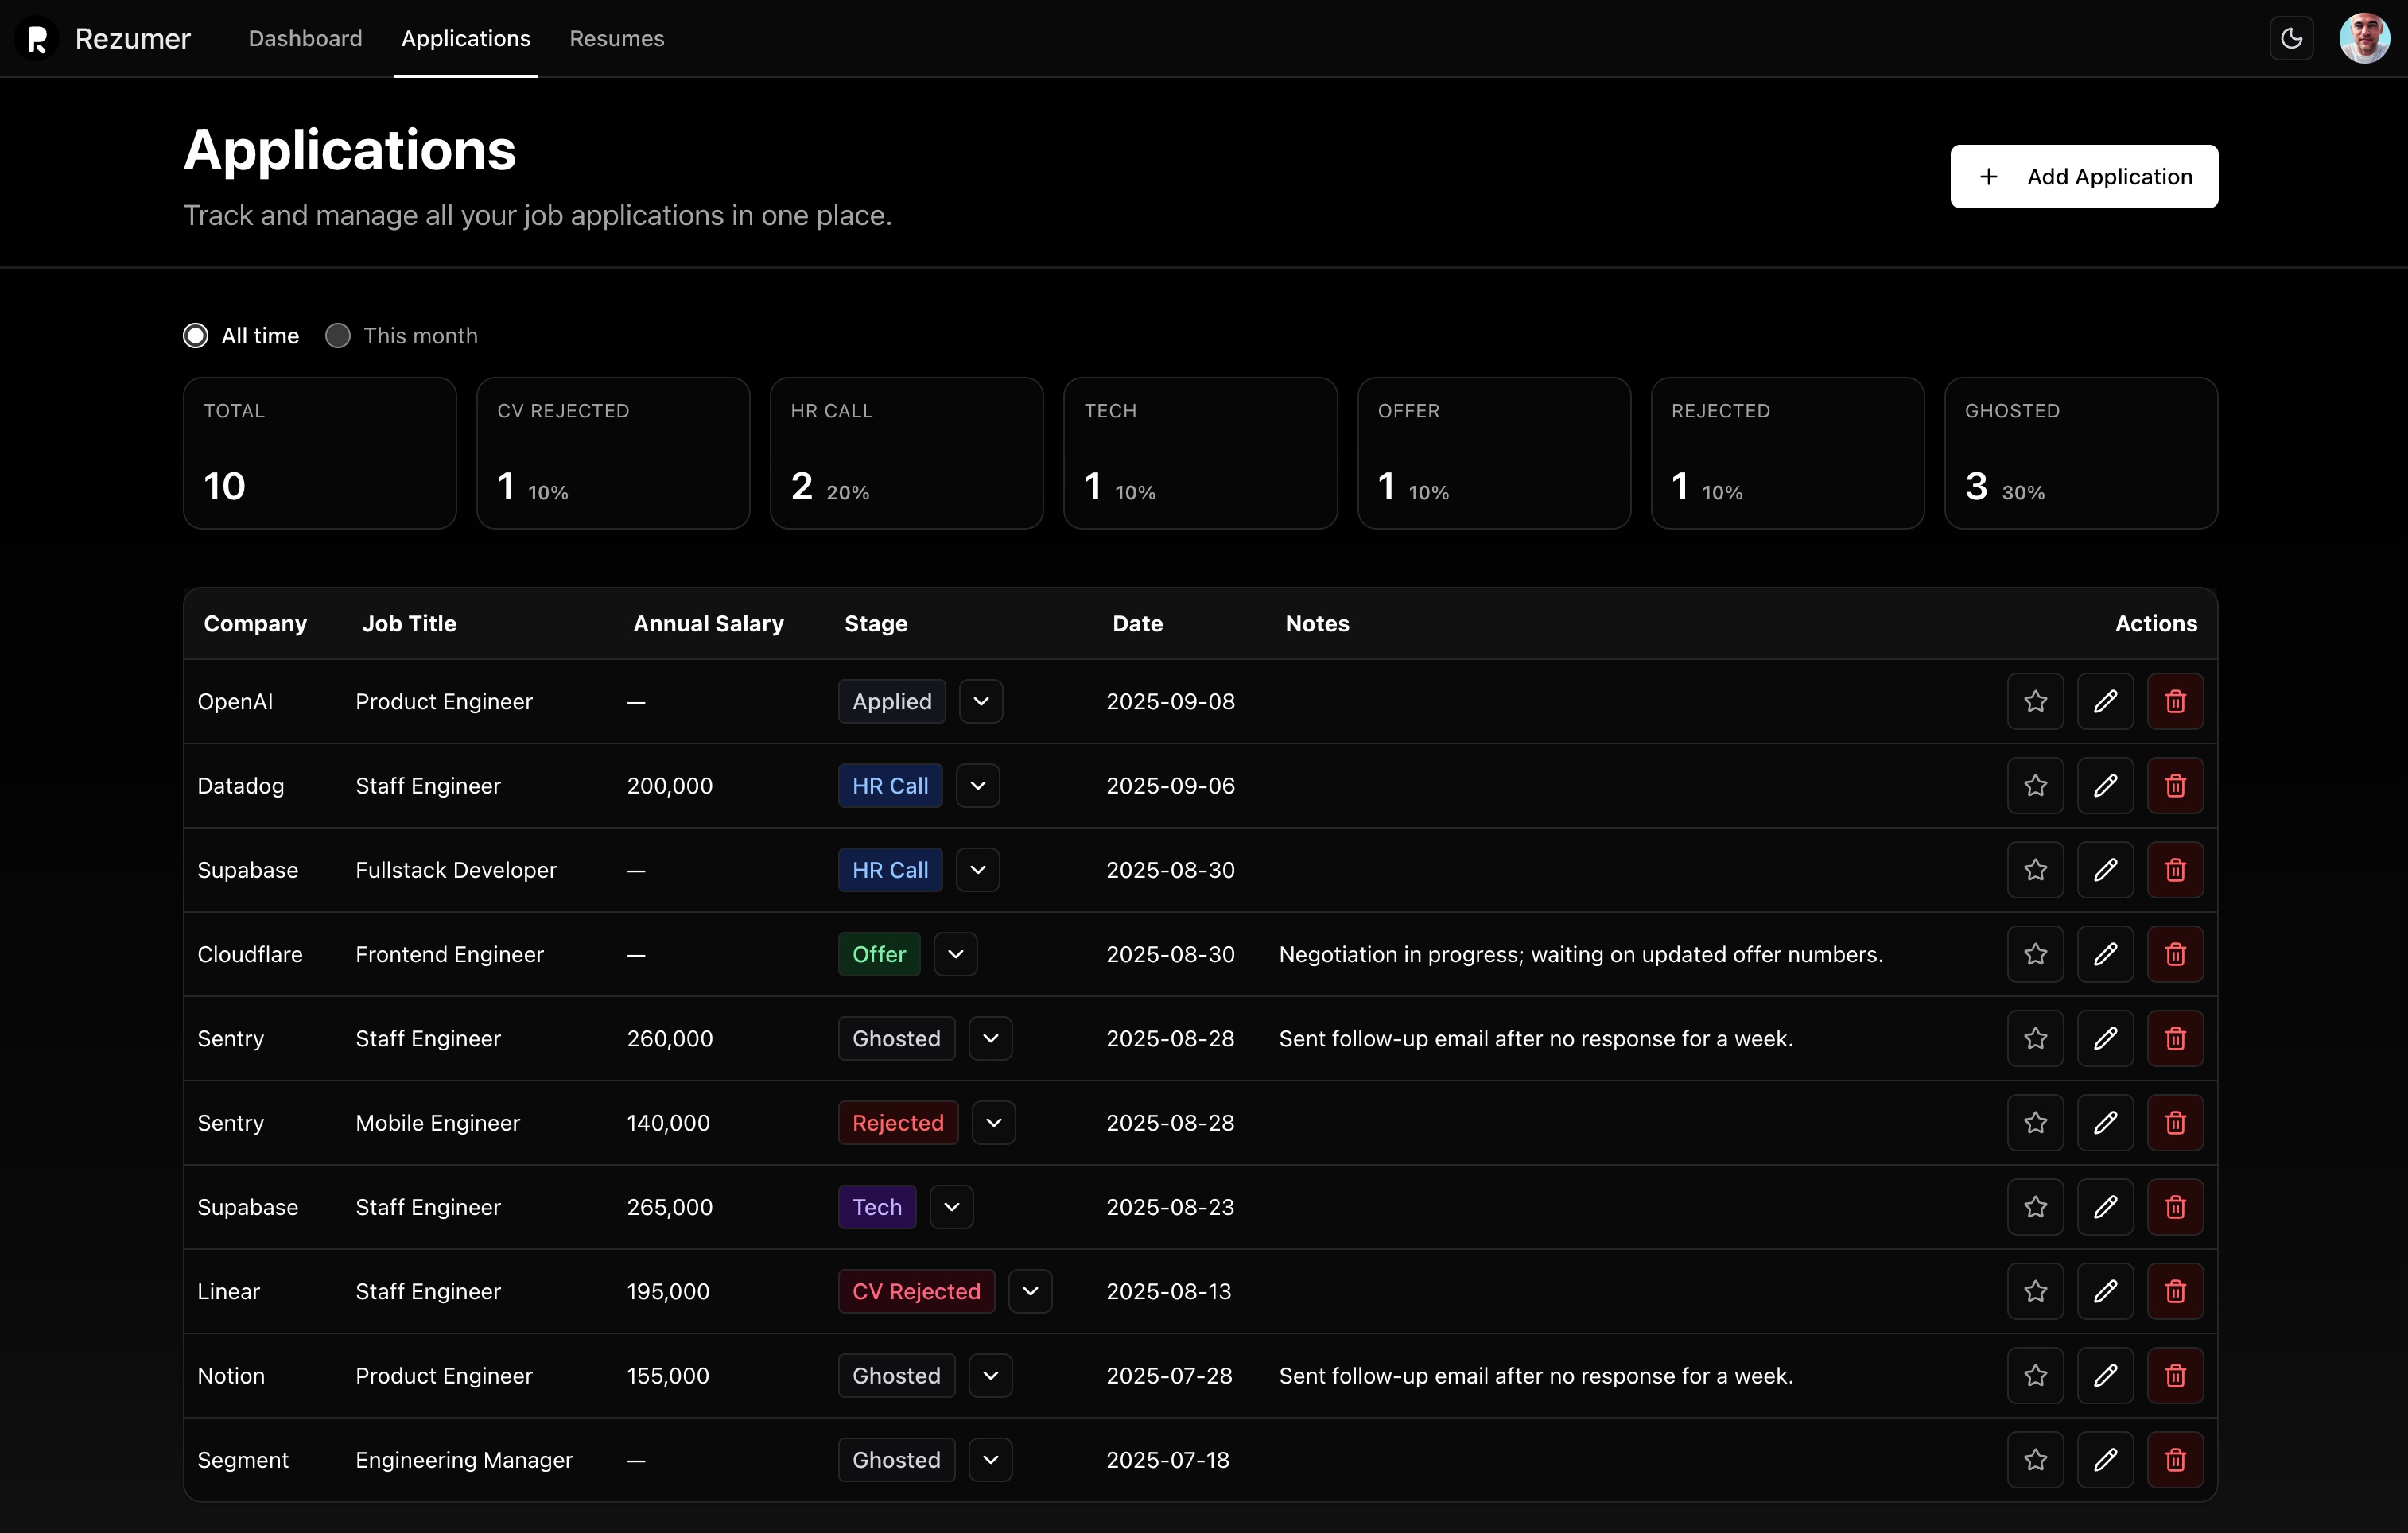 Rezumer Dashboard Applications Resumes
Applications
Track and manage all your job applications in one place.
+ Add Application
All time This month
TOTAL CV REJECTED HR CALL TECH OFFER REJECTED GHOSTED
10 1 10% 2 20% 1 10% 1 10% 1 10% 3 30%
Company Job Title Annual Salary Stage Date Notes Actions
OpenAI Product Engineer — Applied 2025-09-08
Datadog Staff Engineer 200,000 HR Call 2025-09-06
Supabase Fullstack Developer — HR Call 2025-08-30
Cloudflare Frontend Engineer — Offer 2025-08-30 Negotiation in progress; waiting on updated offer numbers.
Sentry Staff Engineer 260,000 Ghosted 2025-08-28 Sent follow-up email after no response for a week.
Sentry Mobile Engineer 140,000 Rejected 2025-08-28
Supabase Staff Engineer 265,000 Tech 2025-08-23
Linear Staff Engineer 195,000 CV Rejected 2025-08-13
Notion Product Engineer 155,000 Ghosted 2025-07-28 Sent follow-up email after no response for a week.
Segment Engineering Manager — Ghosted 2025-07-18